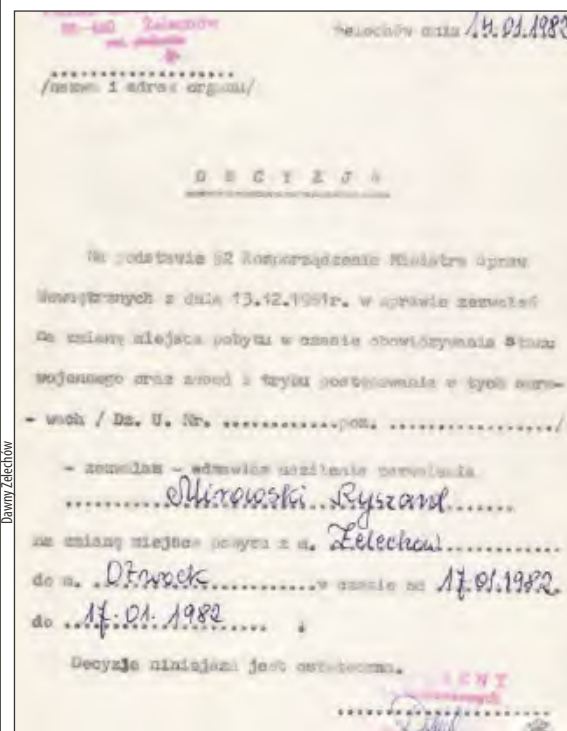 Żelechów
Żelechów dnia 14.01.1982
/nazwa i adres organu/
D E C Y Z J A
Na podstawie §2 Rozporządzenia Ministra Spraw
Wewnętrznych z dnia 13.12.1981r. w sprawie zezwoleń
na zmianę miejsca pobytu w czasie obowiązywania stanu
wojennego oraz zasad i trybu postępowania w tych spra-
- wach / Dz. U. Nr. .............poz. ................../
- zezwalam - odmawiam udzielenia zezwolenia
Mirowski Ryszard
na zmianę miejsca pobytu z m. Żelechów
do m. Otwock w czasie od 17.01.1982.
do 17.01.1982 .
Decyzja niniejsza jest ostateczna.
Dawny Żelechów